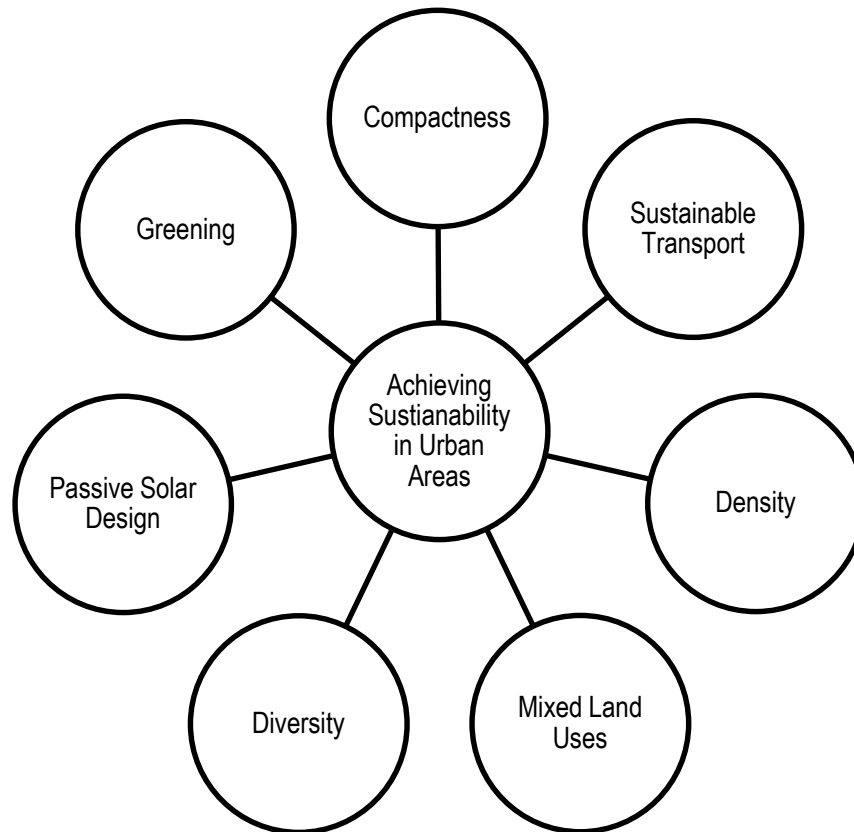 Compactness
Sustainable
Transport
Density
Mixed Land
Uses
Diversity
Passive Solar
Design
Greening
Achieving
Sustianability
in Urban
Areas